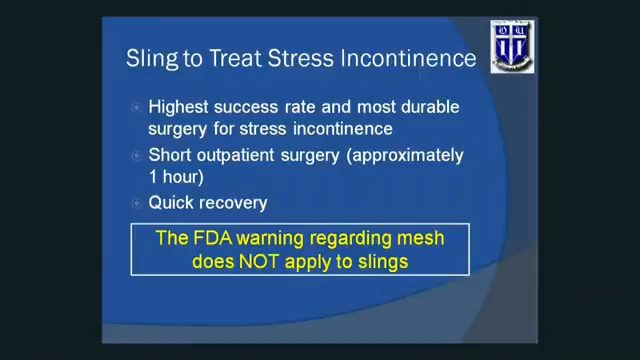 Sling to Treat Stress Incontinence
Highest success rate and most durable
surgery for stress incontinence
Short outpatient surgery (approximately
1 hour)
Quick recovery
The FDA warning regarding mesh
does NOT apply to slings